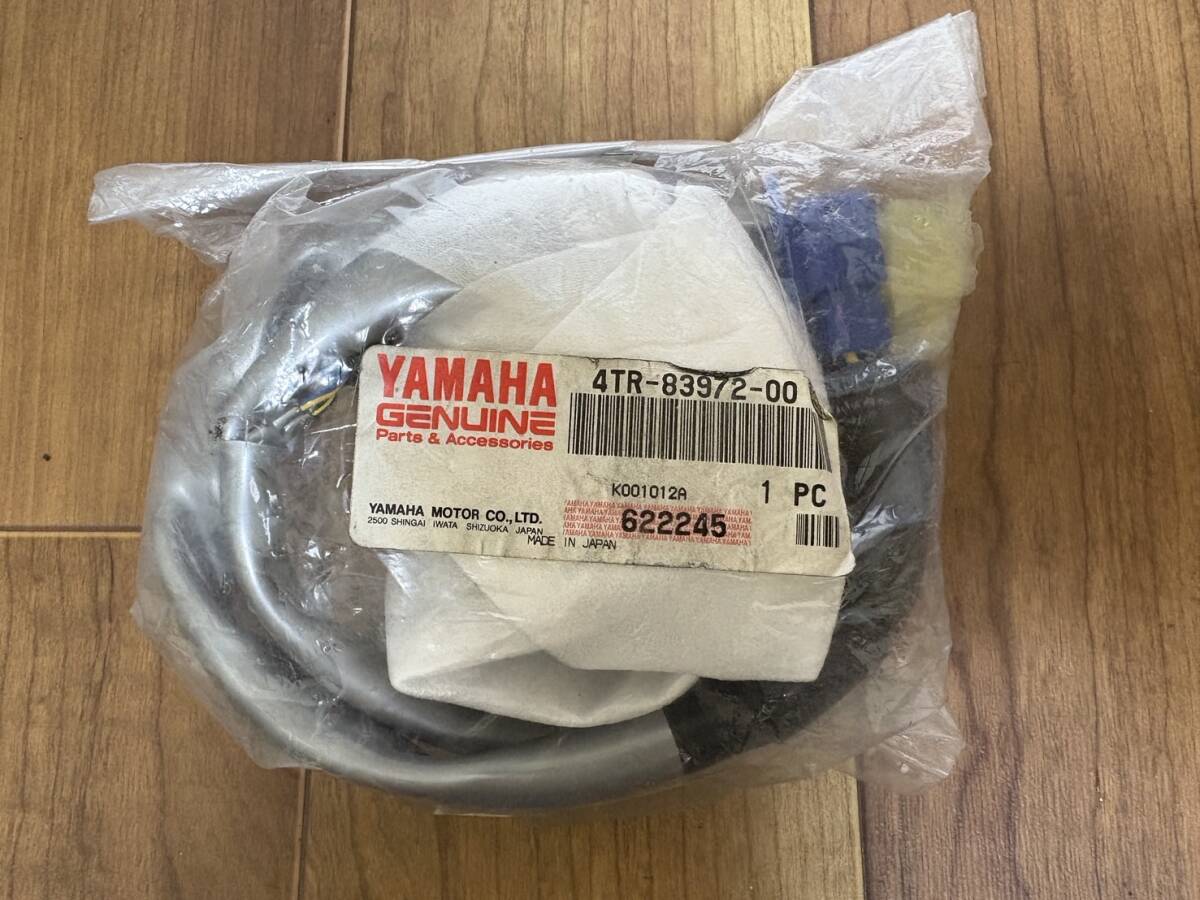 YAMAHA
GENUINE
Parts & Accessories
4TR-83972-00
K001012A
1 PC
YAMAHA MOTOR CO., LTD.
2500 SHINGAI IWATA SHIZUOKA JAPAN
MADE IN JAPAN
622245